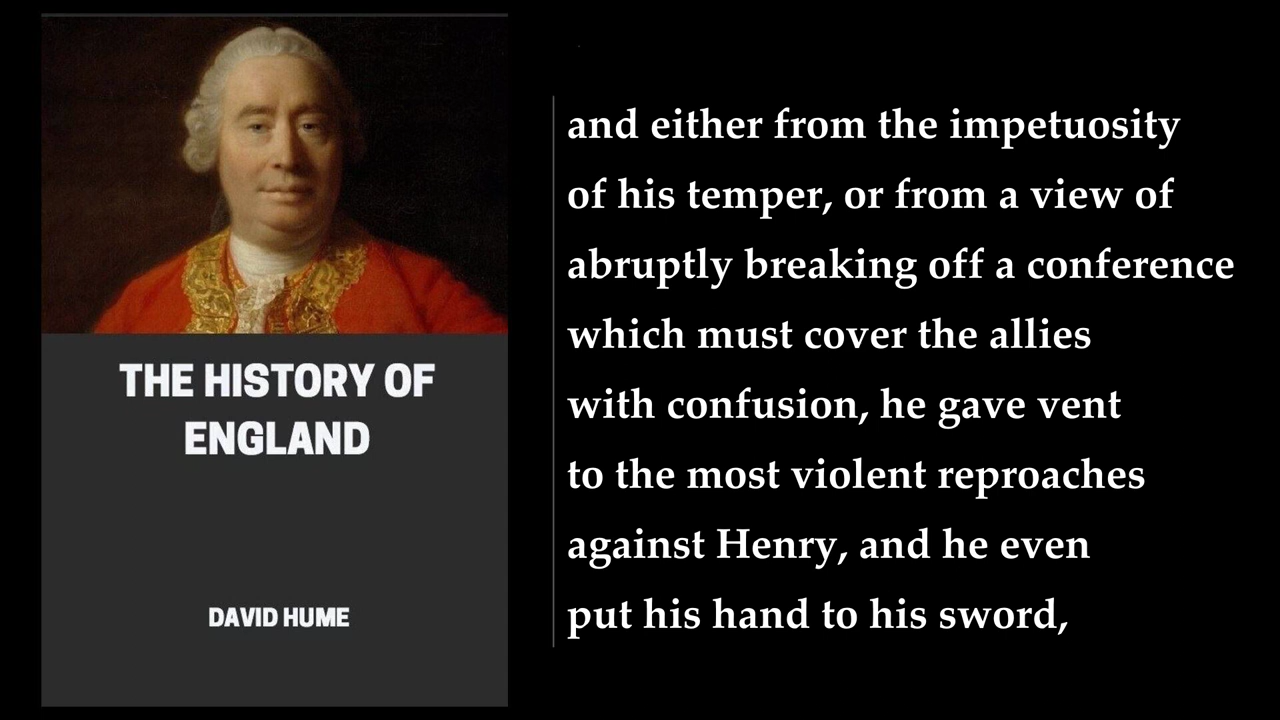 THE HISTORY OF
ENGLAND
DAVID HUME
and either from the impetuosity
of his temper, or from a view of
abruptly breaking off a conference
which must cover the allies
with confusion, he gave vent
to the most violent reproaches
against Henry, and he even
put his hand to his sword,